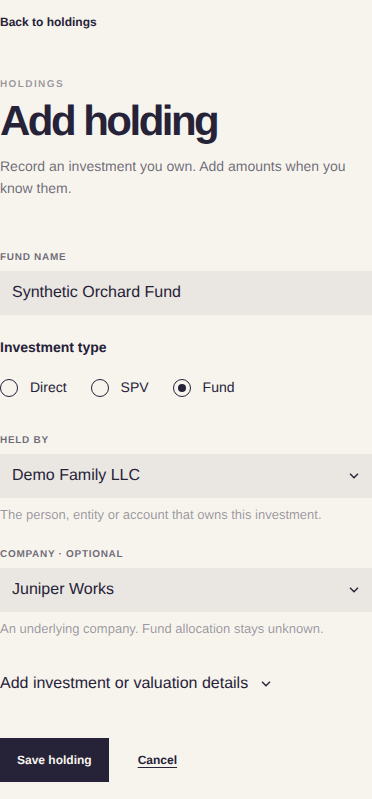 Back to holdings
HOLDINGS
Add holding
Record an investment you own. Add amounts when you
know them.
FUND NAME
Synthetic Orchard Fund
Investment type
Direct SPV Fund
HELD BY
Demo Family LLC
The person, entity or account that owns this investment.
COMPANY · OPTIONAL
Juniper Works
An underlying company. Fund allocation stays unknown.
Add investment or valuation details
Save holding Cancel